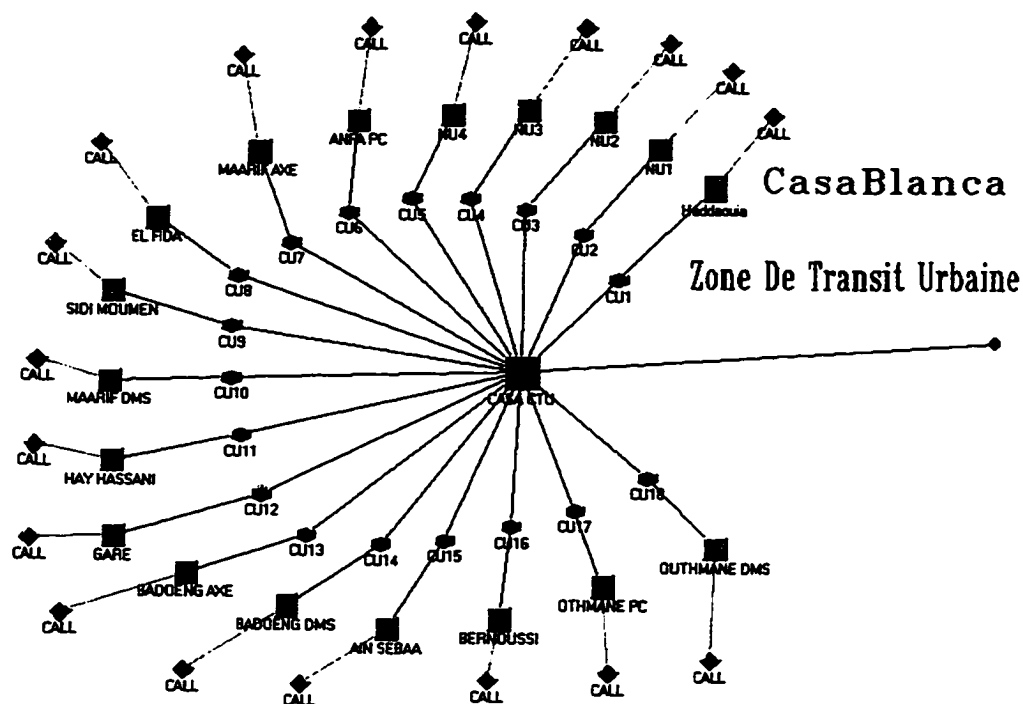 CALL
CALL
CALL
CALL
CALL
CALL
CALL
CALL
CALL
ANFA PC
NU4
NU3
NU2
NU1
MAARIF AXE
CasaBlanca
Haddaouia
EL FIDA
CU7
CU6
CU5
CU4
CU3
CU2
CALL
CU8
CU1
Zone De Transit Urbaine
SIDI MOUMEN
CU9
CALL
MAARIF DMS
CU10
CASA CTU
CALL
HAY HASSANI
CU11
CU12
CU18
CALL
GARE
CU13
CU14
CU15
CU16
CU17
OUTHMANE DMS
BADOENG AXE
CALL
BADOENG DMS
AIN SEBAA
BERNOUSSI
OTHMANE PC
CALL
CALL
CALL
CALL
CALL